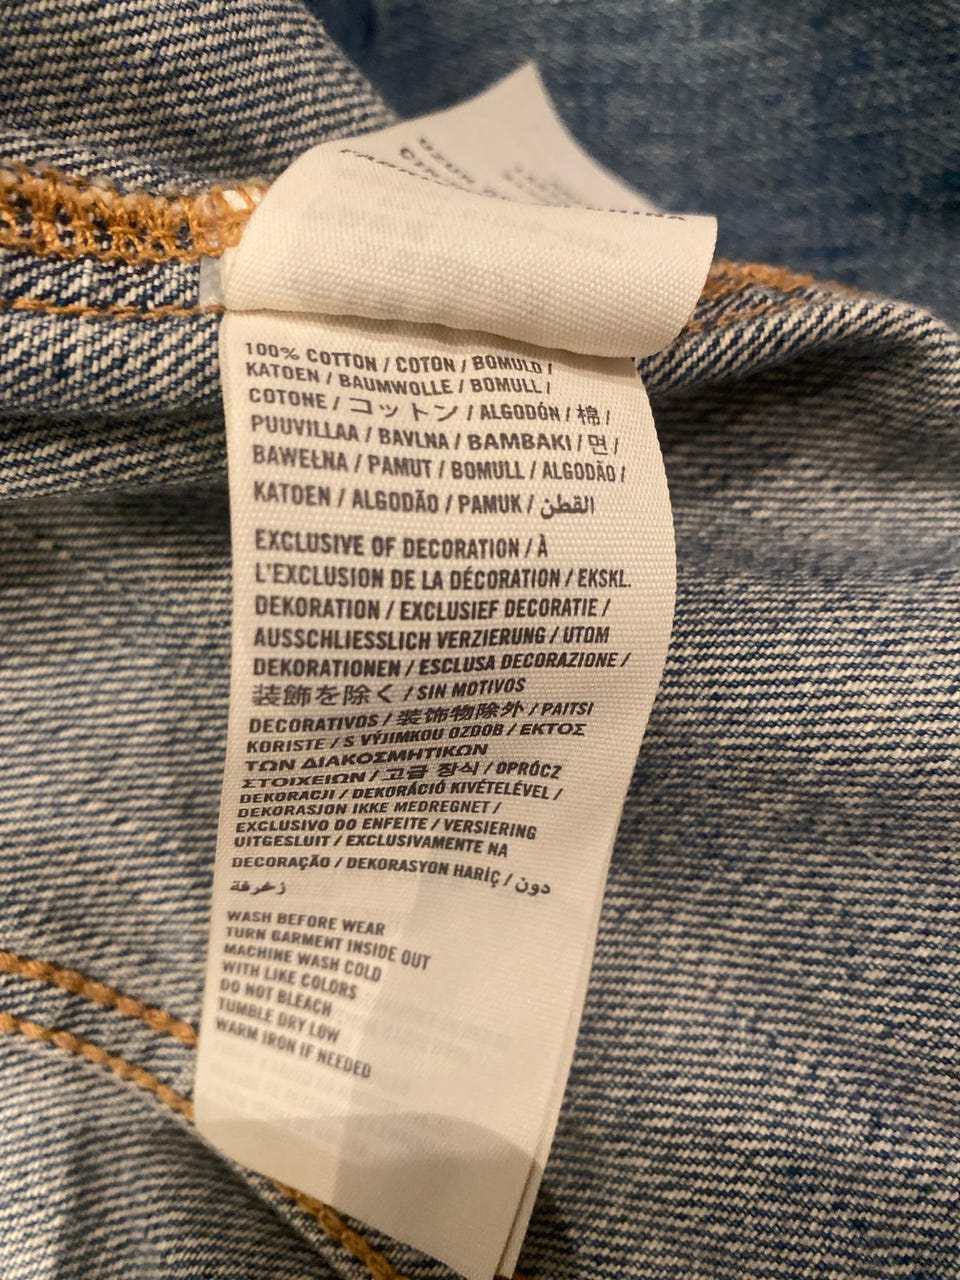 100% COTTON / COTON / BOMULD /
KATOEN / BAUMWOLLE / BOMULL /
COTONE / コットン / ALGODÓN / 棉 /
PUUVILLAA / BAVLNA / BAMBAKI / 면 /
BAWEŁNA / PAMUT / BOMULL / ALGODÃO /
KATOEN / ALGODÃO / PAMUK / القطن
EXCLUSIVE OF DECORATION / À
L'EXCLUSION DE LA DÉCORATION / EKSKL.
DEKORATION / EXCLUSIEF DECORATIE /
AUSSCHLIESSLICH VERZIERUNG / UTOM
DEKORATIONEN / ESCLUSA DECORAZIONE /
装飾を除く / SIN MOTIVOS
DECORATIVOS / 装饰物除外 / PAITSI
KORISTE / S VÝJIMKOU OZDOB / ΕΚΤΟΣ
ΤΩΝ ΔΙΑΚΟΣΜΗΤΙΚΩΝ
ΣΤΟΙΧΕΙΩΝ / 고급 장식 / OPRÓCZ
DEKORACJI / DEKORÁCIÓ KIVÉTELÉVEL /
DEKORASJON IKKE MEDREGNET /
EXCLUSIVO DO ENFEITE / VERSIERING
UITGESLUIT / EXCLUSIVAMENTE NA
DECORAÇÃO / DEKORASYON HARIÇ / دون
زخرفة
WASH BEFORE WEAR
TURN GARMENT INSIDE OUT
MACHINE WASH COLD
WITH LIKE COLORS
DO NOT BLEACH
TUMBLE DRY LOW
WARM IRON IF NEEDED